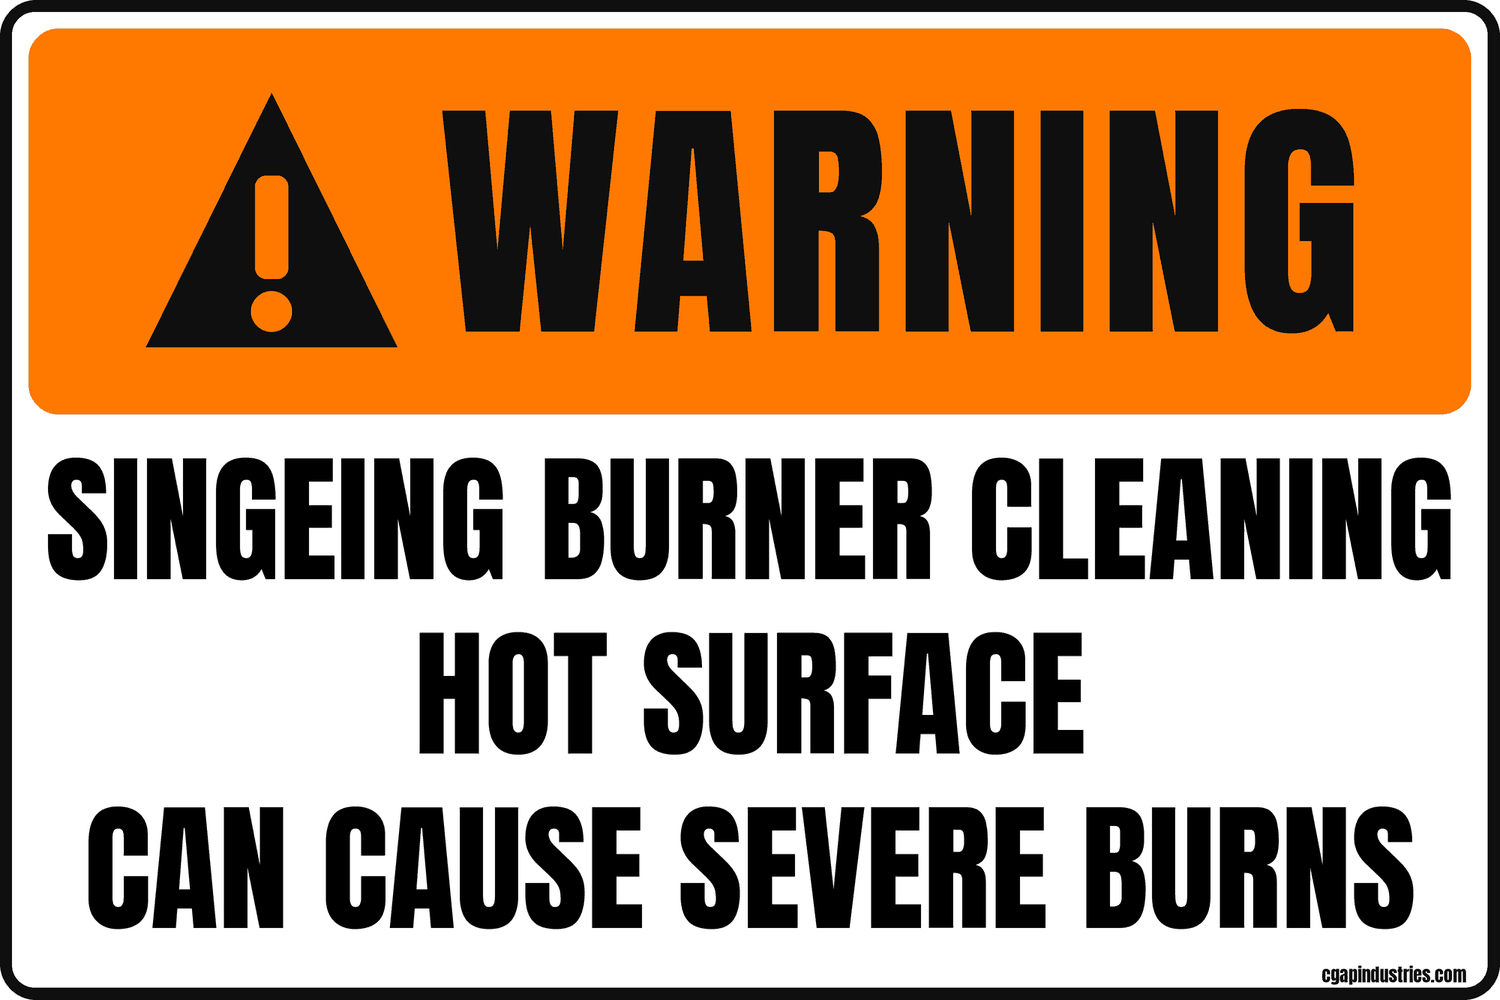 WARNING
SINGEING BURNER CLEANING
HOT SURFACE
CAN CAUSE SEVERE BURNS
cgapindustries.com